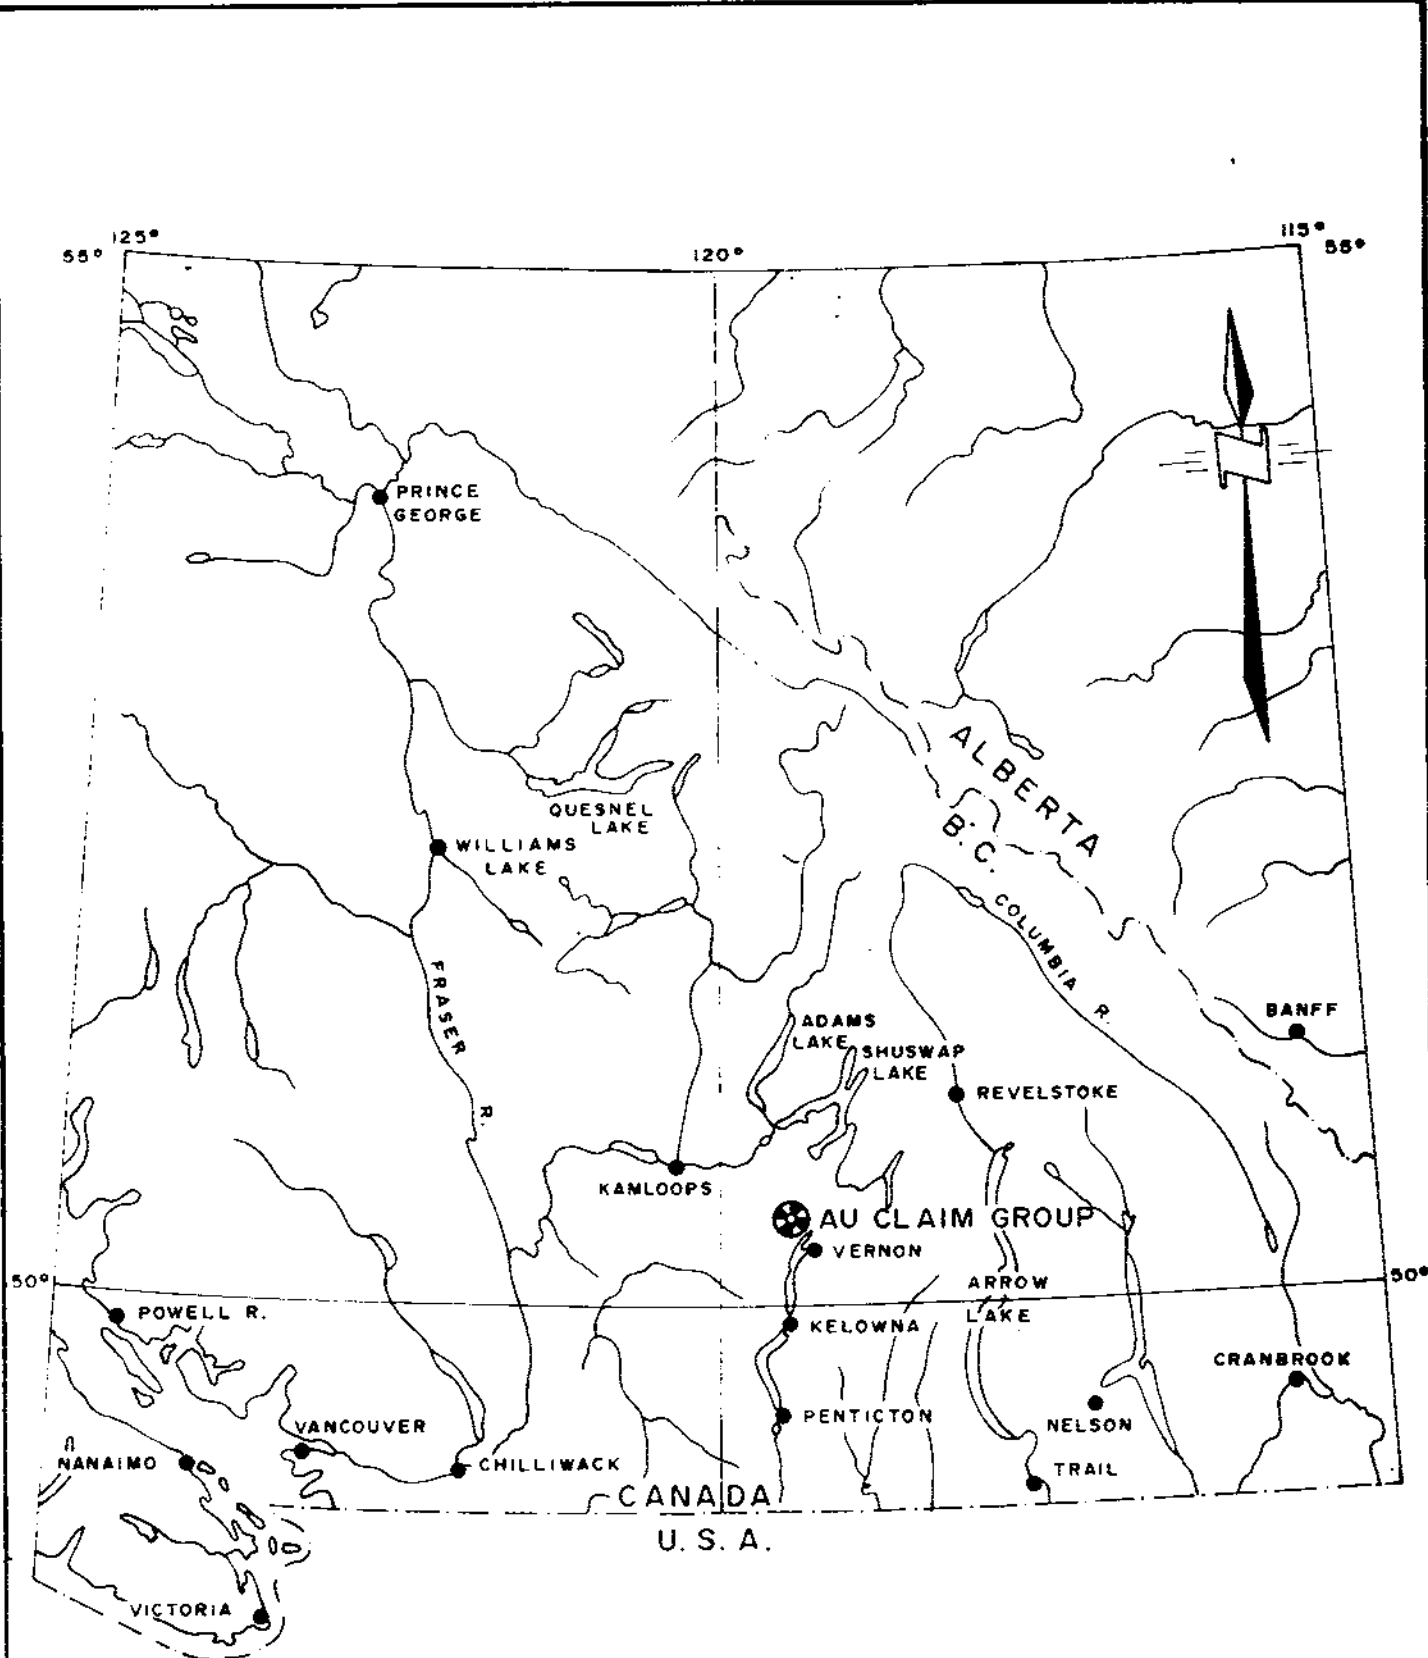 125°
55°
120°
115°
55°
PRINCE
GEORGE
ALBERTA
B.C.
QUESNEL
LAKE
WILLIAMS
LAKE
COLUMBIA R.
FRASER R.
BANFF
ADAMS
LAKE
SHUSWAP
LAKE
REVELSTOKE
KAMLOOPS
AU CLAIM GROUP
VERNON
50°
50°
ARROW
LAKE
POWELL R.
KELOWNA
CRANBROOK
PENTICTON
NELSON
VANCOUVER
NANAIMO
CHILLIWACK
TRAIL
CANADA
U.S.A.
VICTORIA